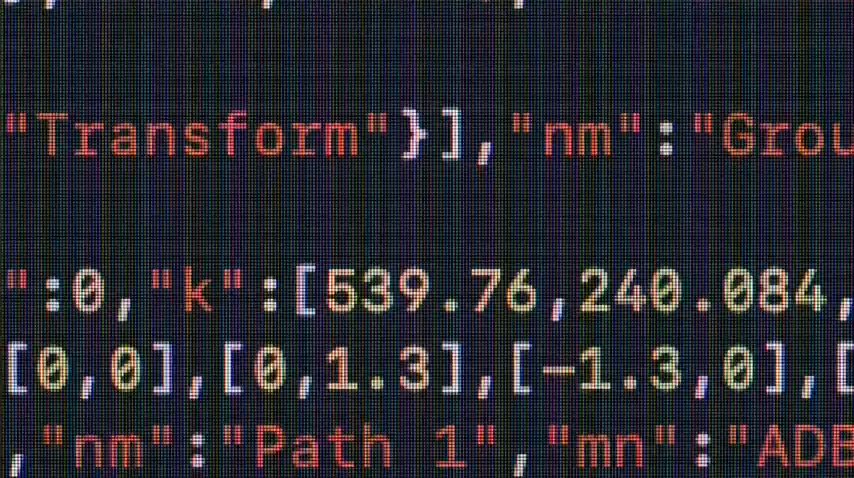 "Transform"}],"nm":"Grou
":0,"k":[539.76,240.084,
[0,0],[0,1.3],[-1.3,0],[
,"nm":"Path 1","mn":"ADB